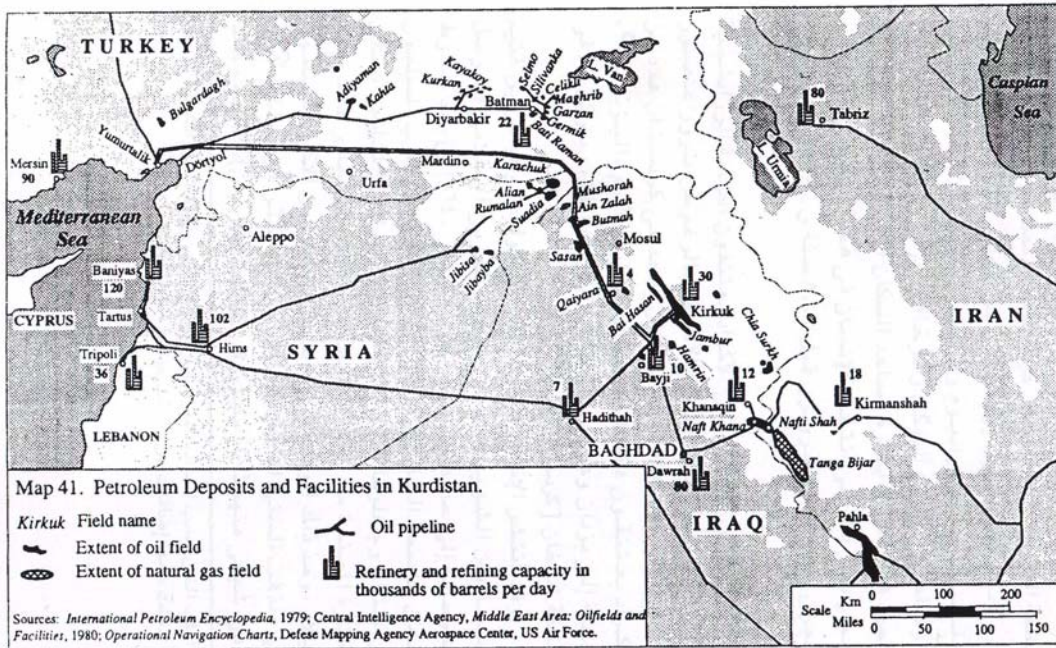 TURKEY
Bulgardagh
Adiyaman
Kahta
Kayakoy
Kurkan
Selmo
Silivanka
Celiklı
Maghrib
Garzan
Germik
Batı Raman
Batman
22
Diyarbakir
L. Van
Caspian
Sea
80
Tabriz
L. Urmia
Mersin
90
Yumurtalik
Dörtyol
Mardin
Urfa
Karachuk
Alian
Rumalan
Suadia
Mushorah
Ain Zalah
Butmah
Mediterranean
Sea
Aleppo
Mosul
Sasan
Jibisa
Jibayba
Qaiyara
4
30
Kirkuk
Bai Hasan
Jambur
Hamrin
Chia Surkh
Baniyas
120
CYPRUS
Tartus
102
Hims
SYRIA
IRAN
Tripoli
36
LEBANON
7
Hadithah
Bayji
10
12
Khanaqin
Naft Khana
Nafti Shah
18
Kirmanshah
Tanga Bijar
BAGHDAD
Dawrah
80
IRAQ
Pahla
Map 41. Petroleum Deposits and Facilities in Kurdistan.
Kirkuk Field name
Oil pipeline
Extent of oil field
Extent of natural gas field
Refinery and refining capacity in
thousands of barrels per day
Sources: International Petroleum Encyclopedia, 1979; Central Intelligence Agency, Middle East Area: Oilfields and
Facilities, 1980; Operational Navigation Charts, Defese Mapping Agency Aerospace Center, US Air Force.
Scale
Km
0 100 200
Miles
0 50 100 150